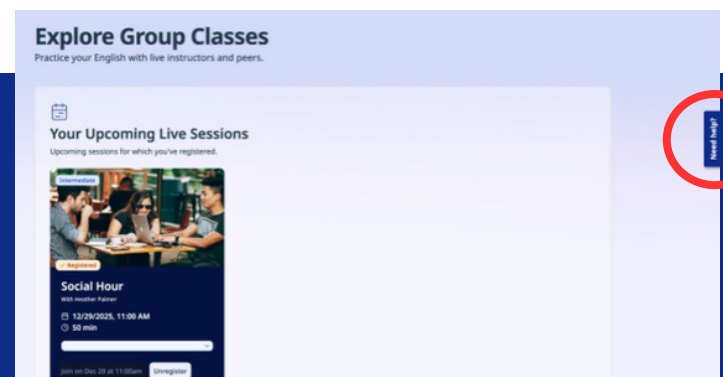 Explore Group Classes
Practice your English with live instructors and peers.
Need help?
Your Upcoming Live Sessions
Upcoming sessions for which you've registered.
Intermediate
✓ Registered
Social Hour
With Heather Palmer
12/29/2025, 11:00 AM
50 min
Join on Dec 29 at 11:00am
Unregister